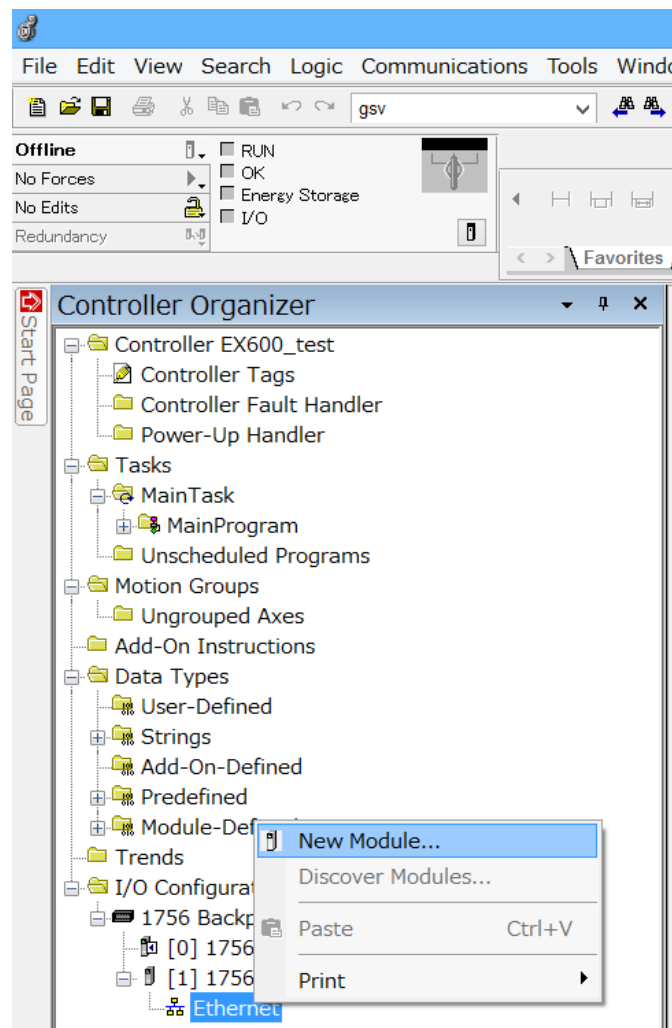 File Edit View Search Logic Communications Tools
gsv
Offline
RUN
No Forces
OK
Energy Storage
No Edits
I/O
Redundancy
Favorites
Start Page
Controller Organizer
Controller EX600_test
Controller Tags
Controller Fault Handler
Power-Up Handler
Tasks
MainTask
MainProgram
Unscheduled Programs
Motion Groups
Ungrouped Axes
Add-On Instructions
Data Types
User-Defined
Strings
Add-On-Defined
Predefined
Module-Def
New Module...
Trends
Discover Modules...
I/O Configurat
1756 Backp
Paste Ctrl+V
[0] 1756
[1] 1756
Print
Ethernet